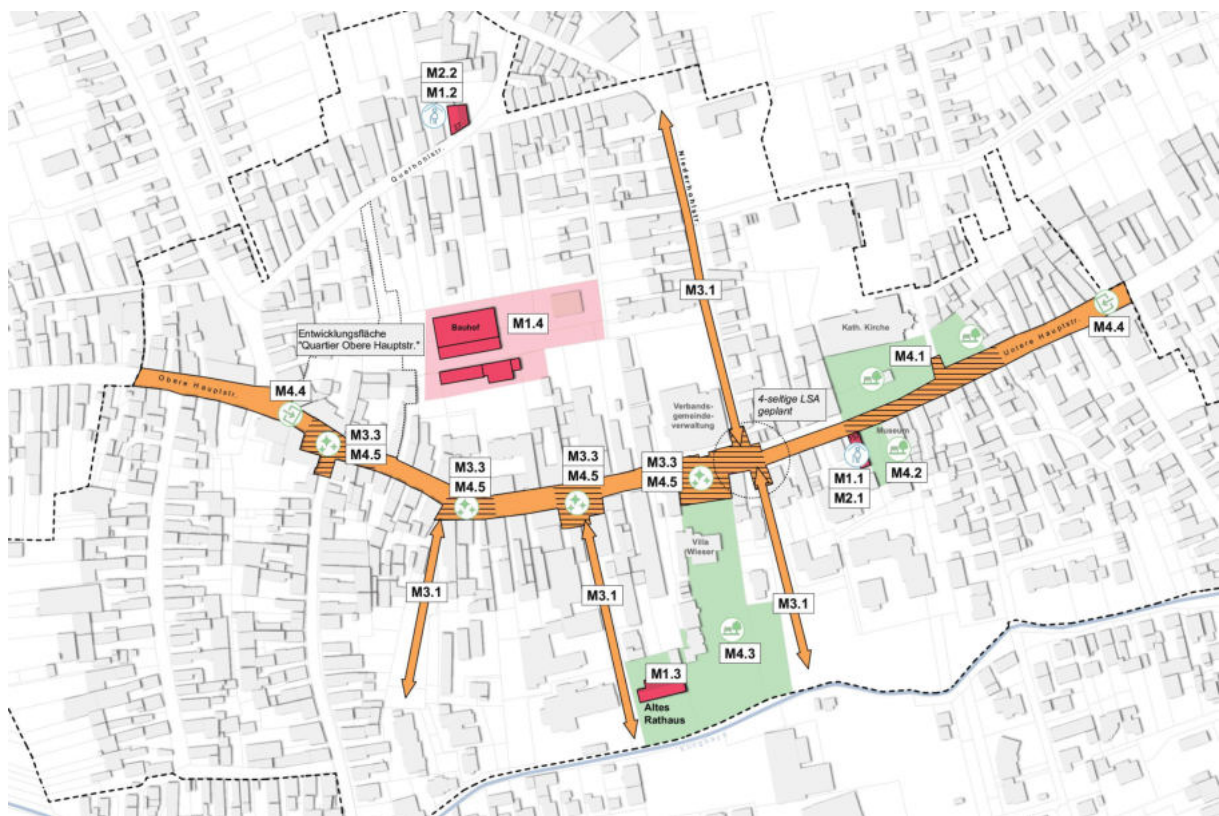 M2.2
M1.2
17
Querhohlstr.
Niederhohlstr.
M3.1
Bauhof
M1.4
Entwicklungsfläche
"Quartier Obere Hauptstr."
Kath. Kirche
M4.1
Untere Hauptstr.
M4.4
Obere Hauptstr.
M4.4
Verbands-
gemeinde-
verwaltung
4-seitige LSA
geplant
Museum
M4.2
M1.1
M2.1
M3.3
M4.5
M3.3
M4.5
M3.3
M4.5
M3.3
M4.5
Villa
Wieser
M3.1
M3.1
M3.1
M4.3
M1.3
Altes
Rathaus